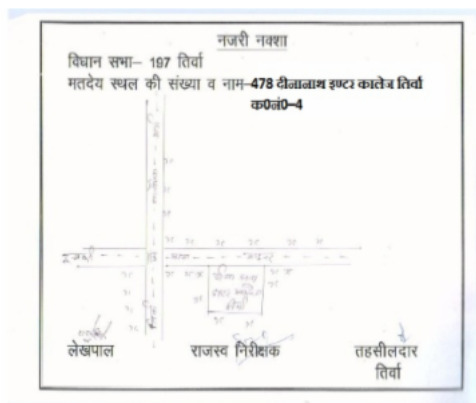 नजरी नक्शा
विधान सभा– 197 तिर्वा
मतदेय स्थल की संख्या व नाम–478 दीनानाथ इण्टर कालेज तिर्वा
क0नं0–4
लेखपाल राजस्व निरीक्षक तहसीलदार
तिर्वा